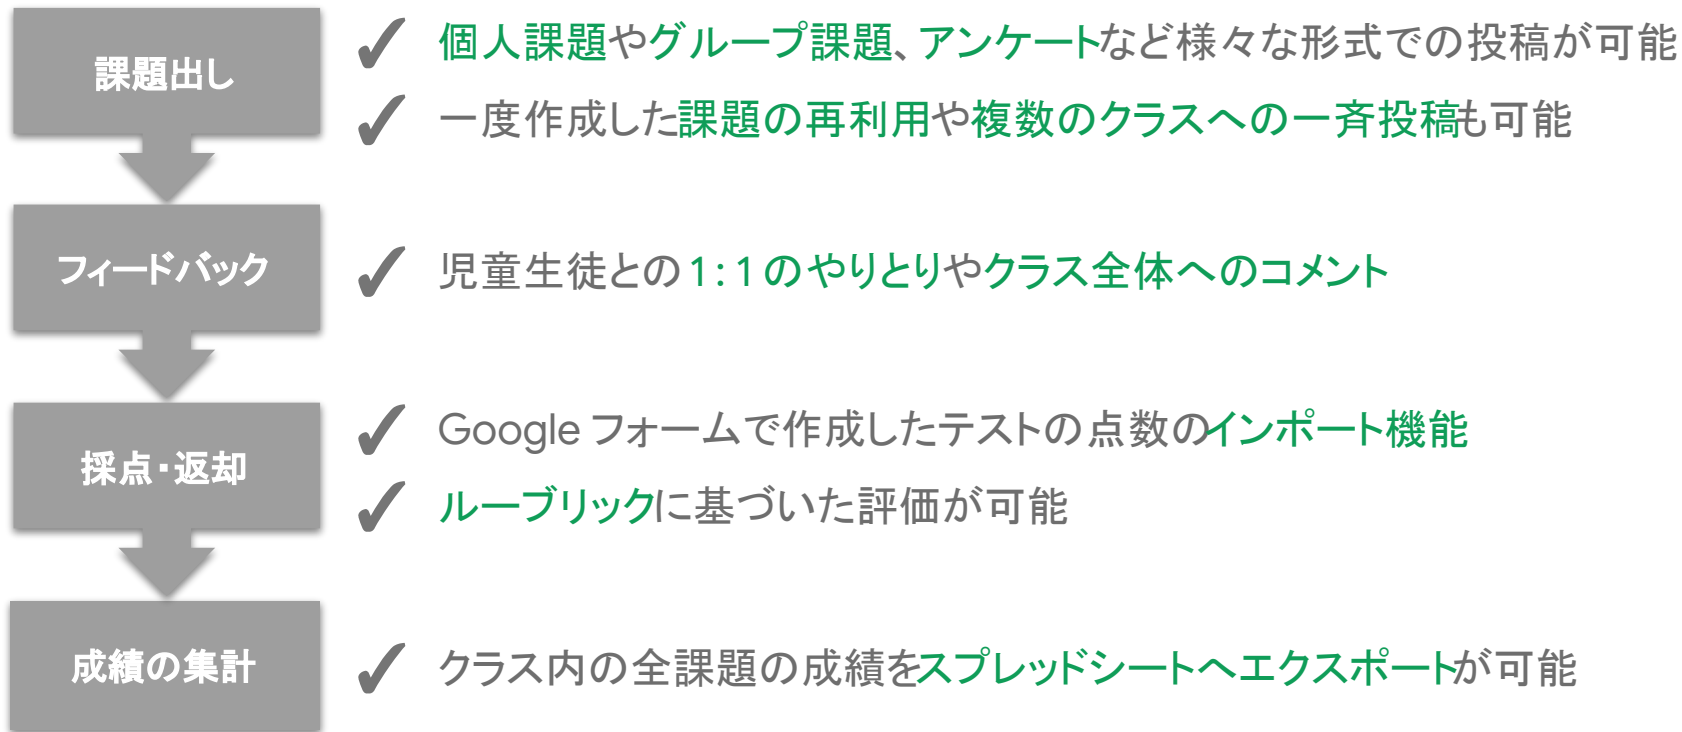 課題出し
✓ 個人課題やグループ課題、アンケートなど様々な形式での投稿が可能
✓ 一度作成した課題の再利用や複数のクラスへの一斉投稿も可能
フィードバック
✓ 児童生徒との1:1のやりとりやクラス全体へのコメント
採点・返却
✓ Google フォームで作成したテストの点数のインポート機能
✓ ルーブリックに基づいた評価が可能
成績の集計
✓ クラス内の全課題の成績をスプレッドシートへエクスポートが可能